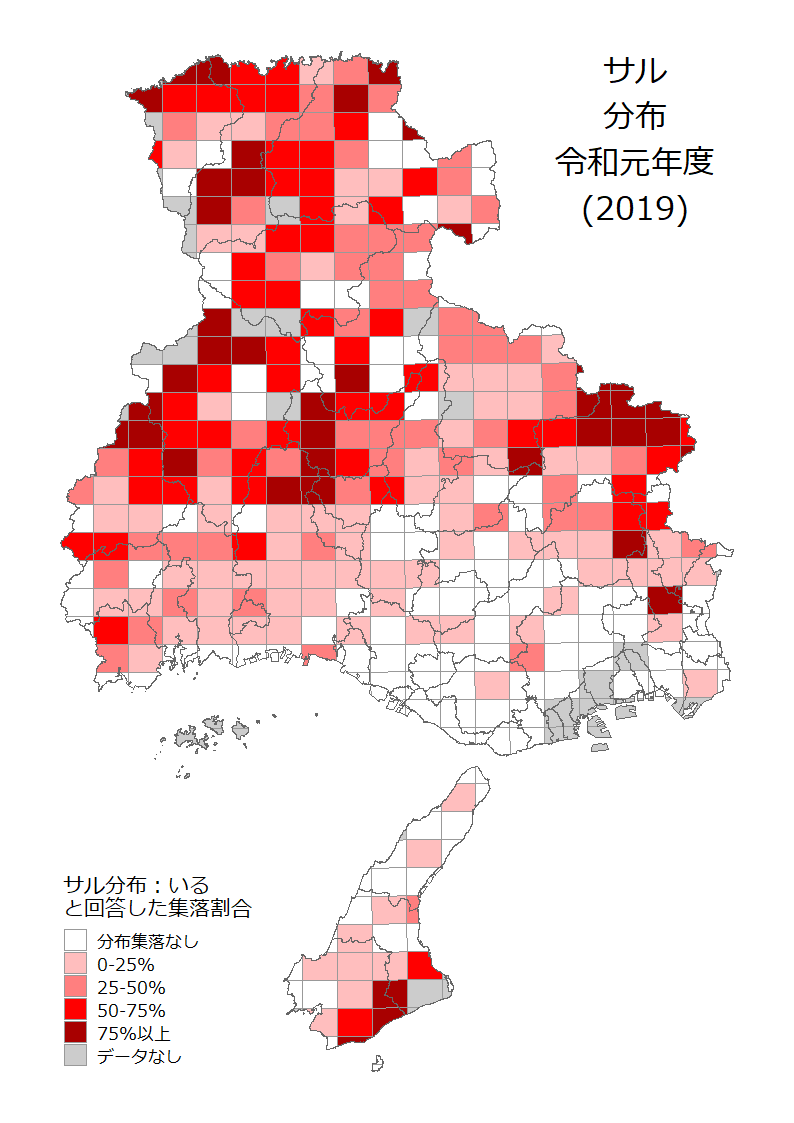 サル
分布
令和元年度
(2019)
サル分布：いる
と回答した集落割合
分布集落なし
0-25%
25-50%
50-75%
75%以上
データなし